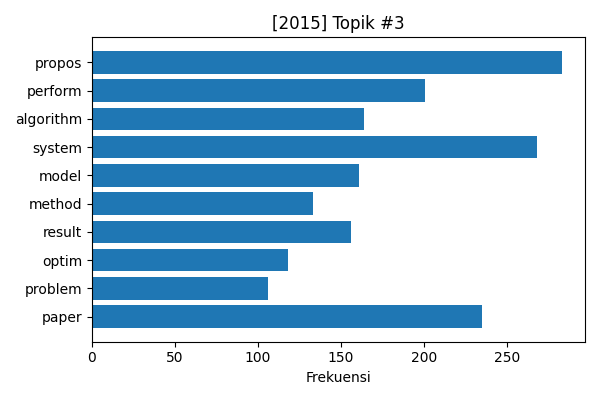 [2015] Topik #3
propos
perform
algorithm
system
model
method
result
optim
problem
paper
0 50 100 150 200 250
Frekuensi